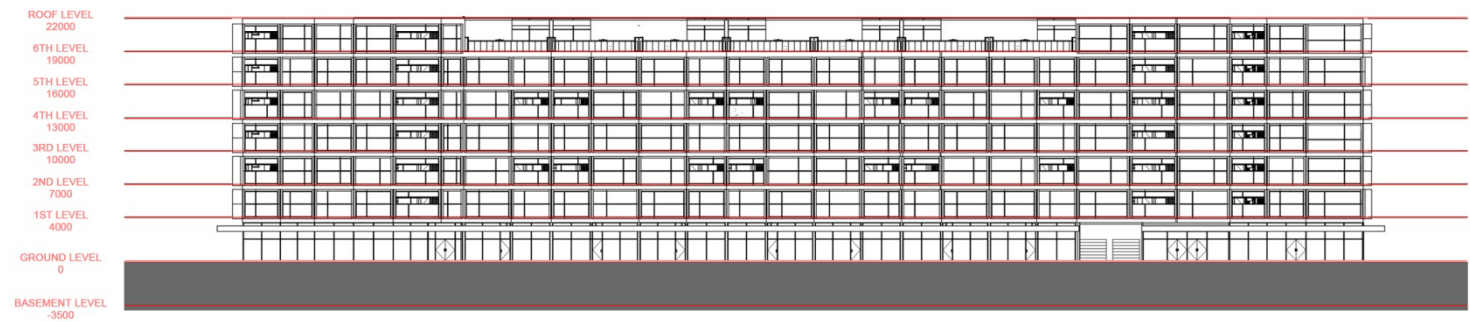 ROOF LEVEL
22000
6TH LEVEL
19000
5TH LEVEL
16000
4TH LEVEL
13000
3RD LEVEL
10000
2ND LEVEL
7000
1ST LEVEL
4000
GROUND LEVEL
0
BASEMENT LEVEL
-3500